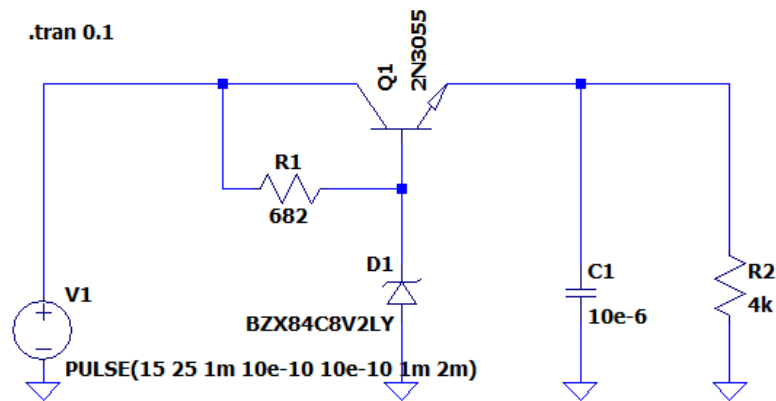 .tran 0.1
Q1
2N3055
R1
682
D1
BZX84C8V2LY
V1
PULSE(15 25 1m 10e-10 10e-10 1m 2m)
C1
10e-6
R2
4k